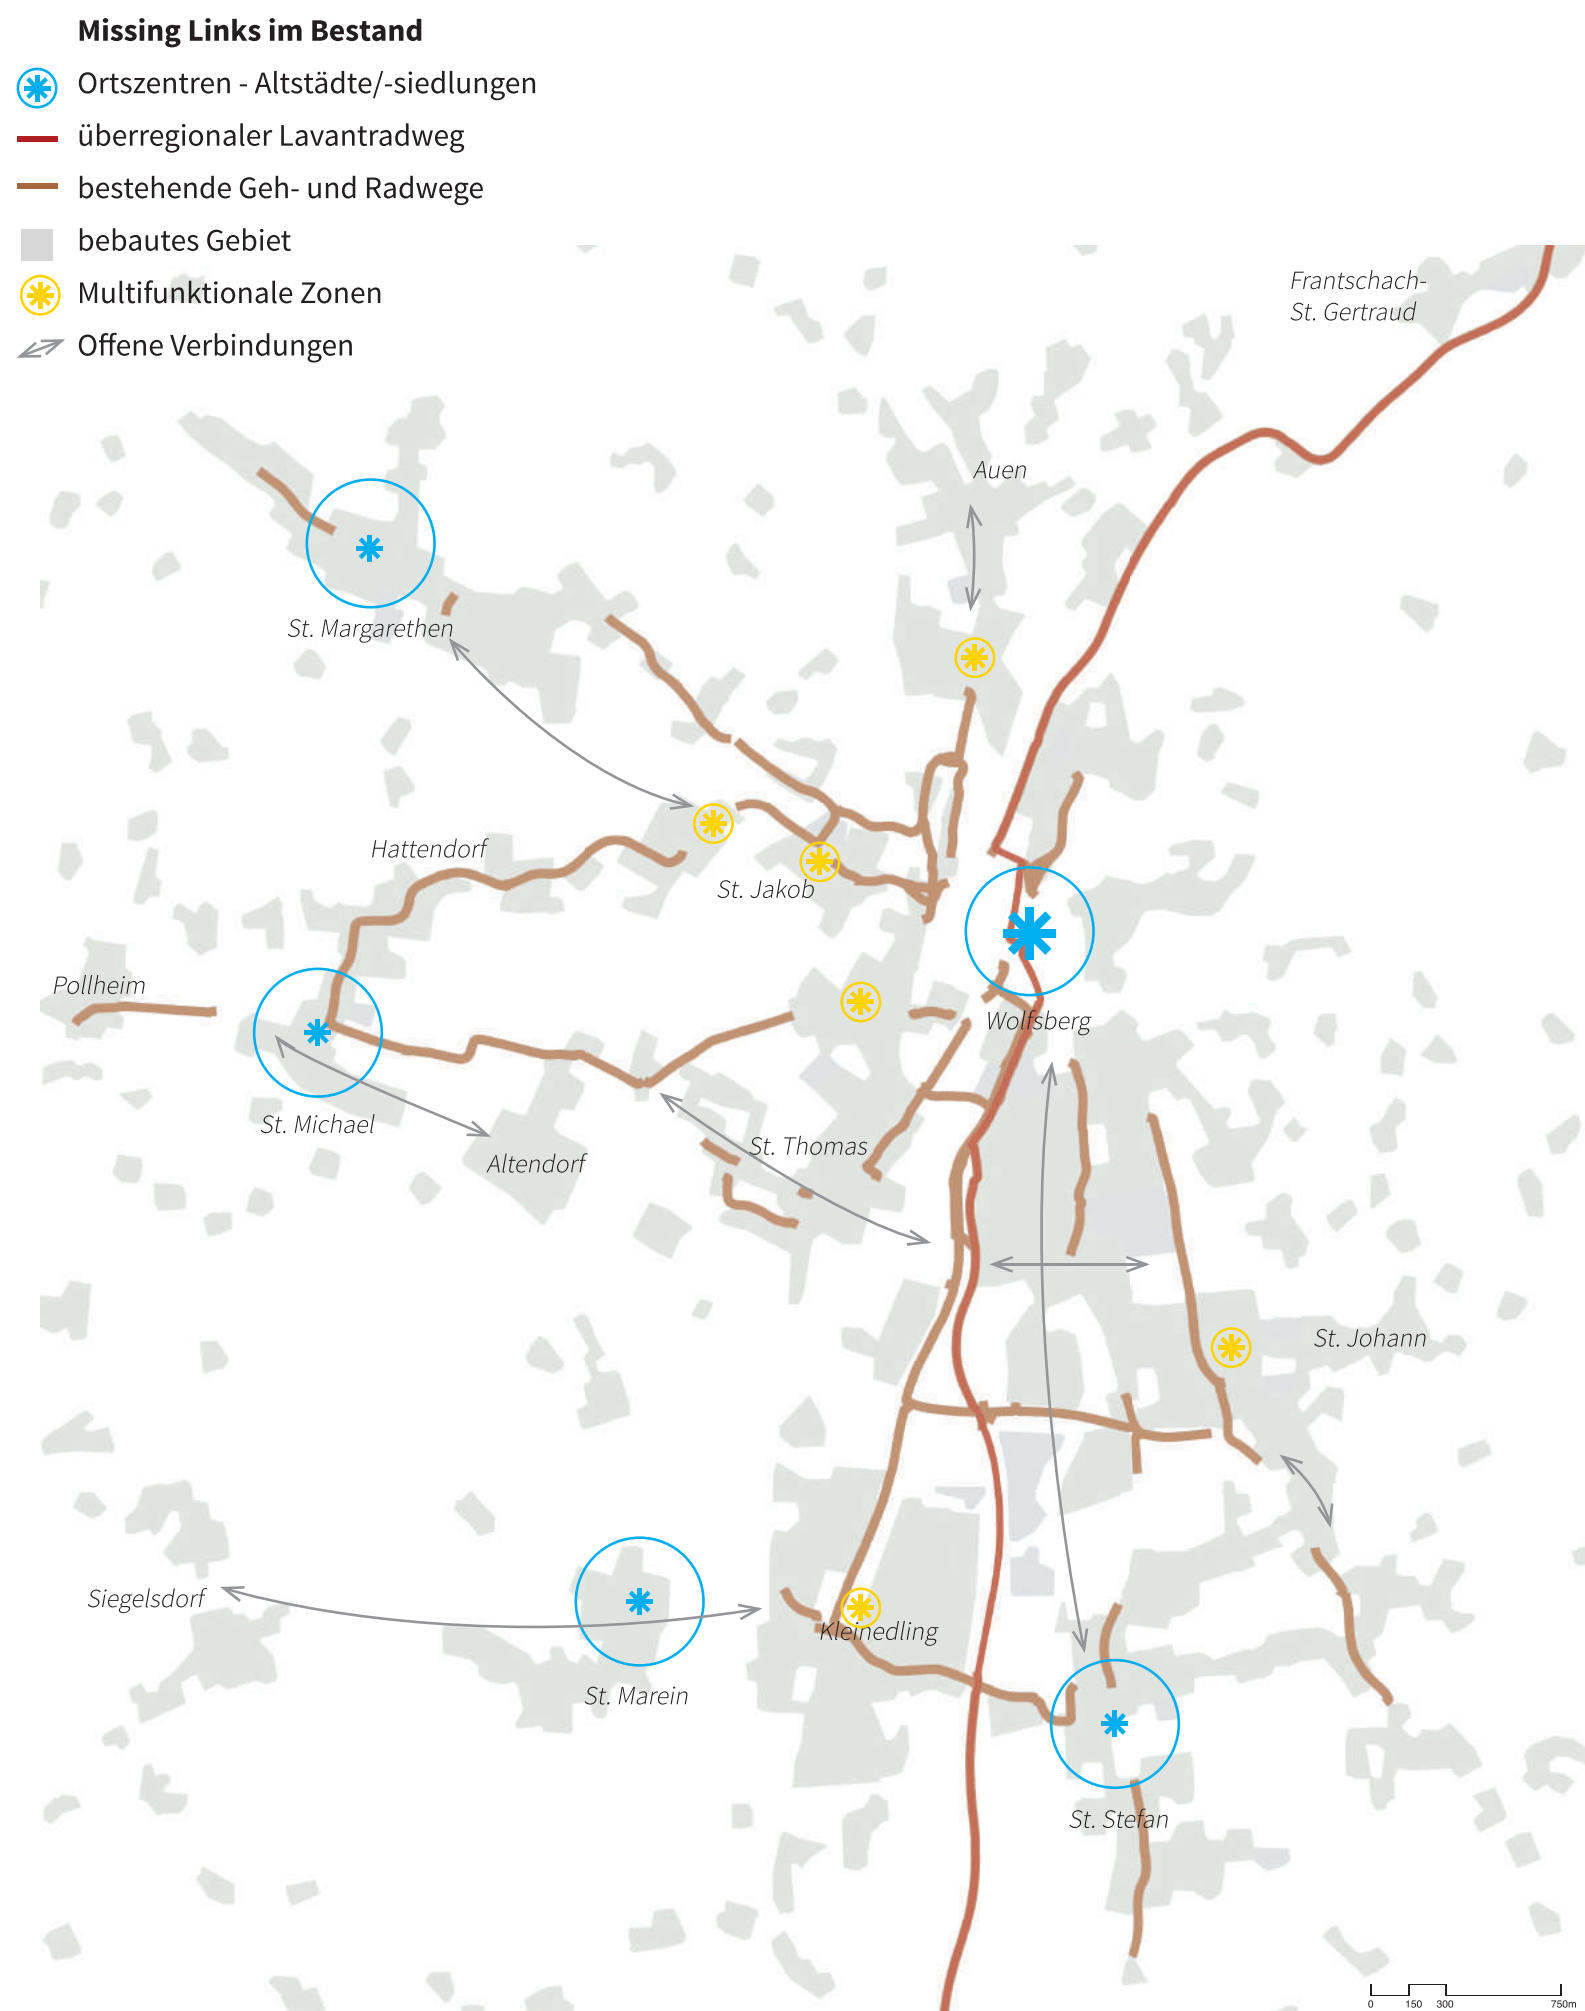 Missing Links im Bestand
Ortszentren - Altstädte/-siedlungen
überregionaler Lavantradweg
bestehende Geh- und Radwege
bebautes Gebiet
Multifunktionale Zonen
Offene Verbindungen
Frantschach-
St. Gertraud
Auen
St. Margarethen
Hattendorf
St. Jakob
Pollheim
Wolfsberg
St. Michael
St. Thomas
Altendorf
St. Johann
Siegelsdorf
Kleinedling
St. Marein
St. Stefan
0 150 300 750m